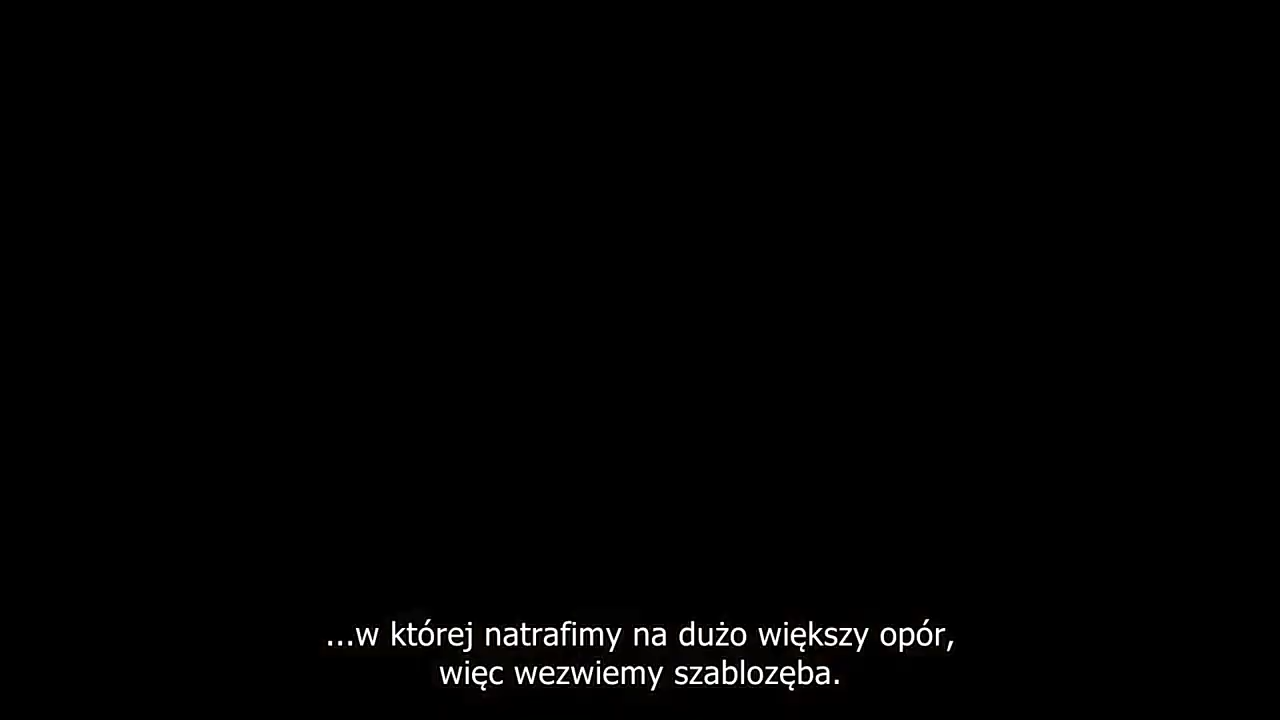 ...w której natrafimy na dużo większy opór,
więc wezwiemy szablozęba.